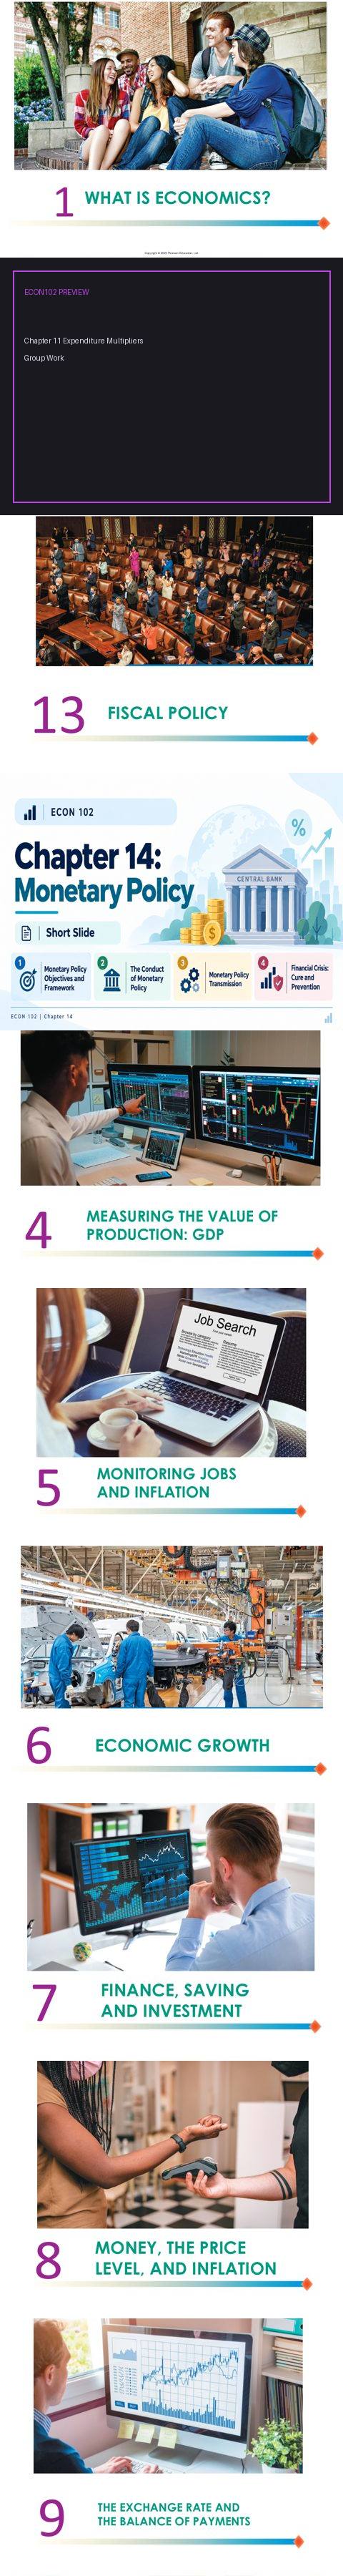 1 WHAT IS ECONOMICS?
ECON102 PREVIEW
Chapter 11 Expenditure Multipliers
Group Work
13 FISCAL POLICY
ECON 102
%
Chapter 14:
CENTRAL BANK
Monetary Policy
$
Short Slide
1 Monetary Policy
Objectives and
Framework
2 The Conduct
of Monetary
Policy
3 Monetary Policy
Transmission
4 Financial Crisis:
Cure and
Prevention
ECON 102 | Chapter 14
4 MEASURING THE VALUE OF
PRODUCTION: GDP
Job Search
5 MONITORING JOBS
AND INFLATION
6 ECONOMIC GROWTH
7 FINANCE, SAVING
AND INVESTMENT
8 MONEY, THE PRICE
LEVEL, AND INFLATION
9 THE EXCHANGE RATE AND
THE BALANCE OF PAYMENTS